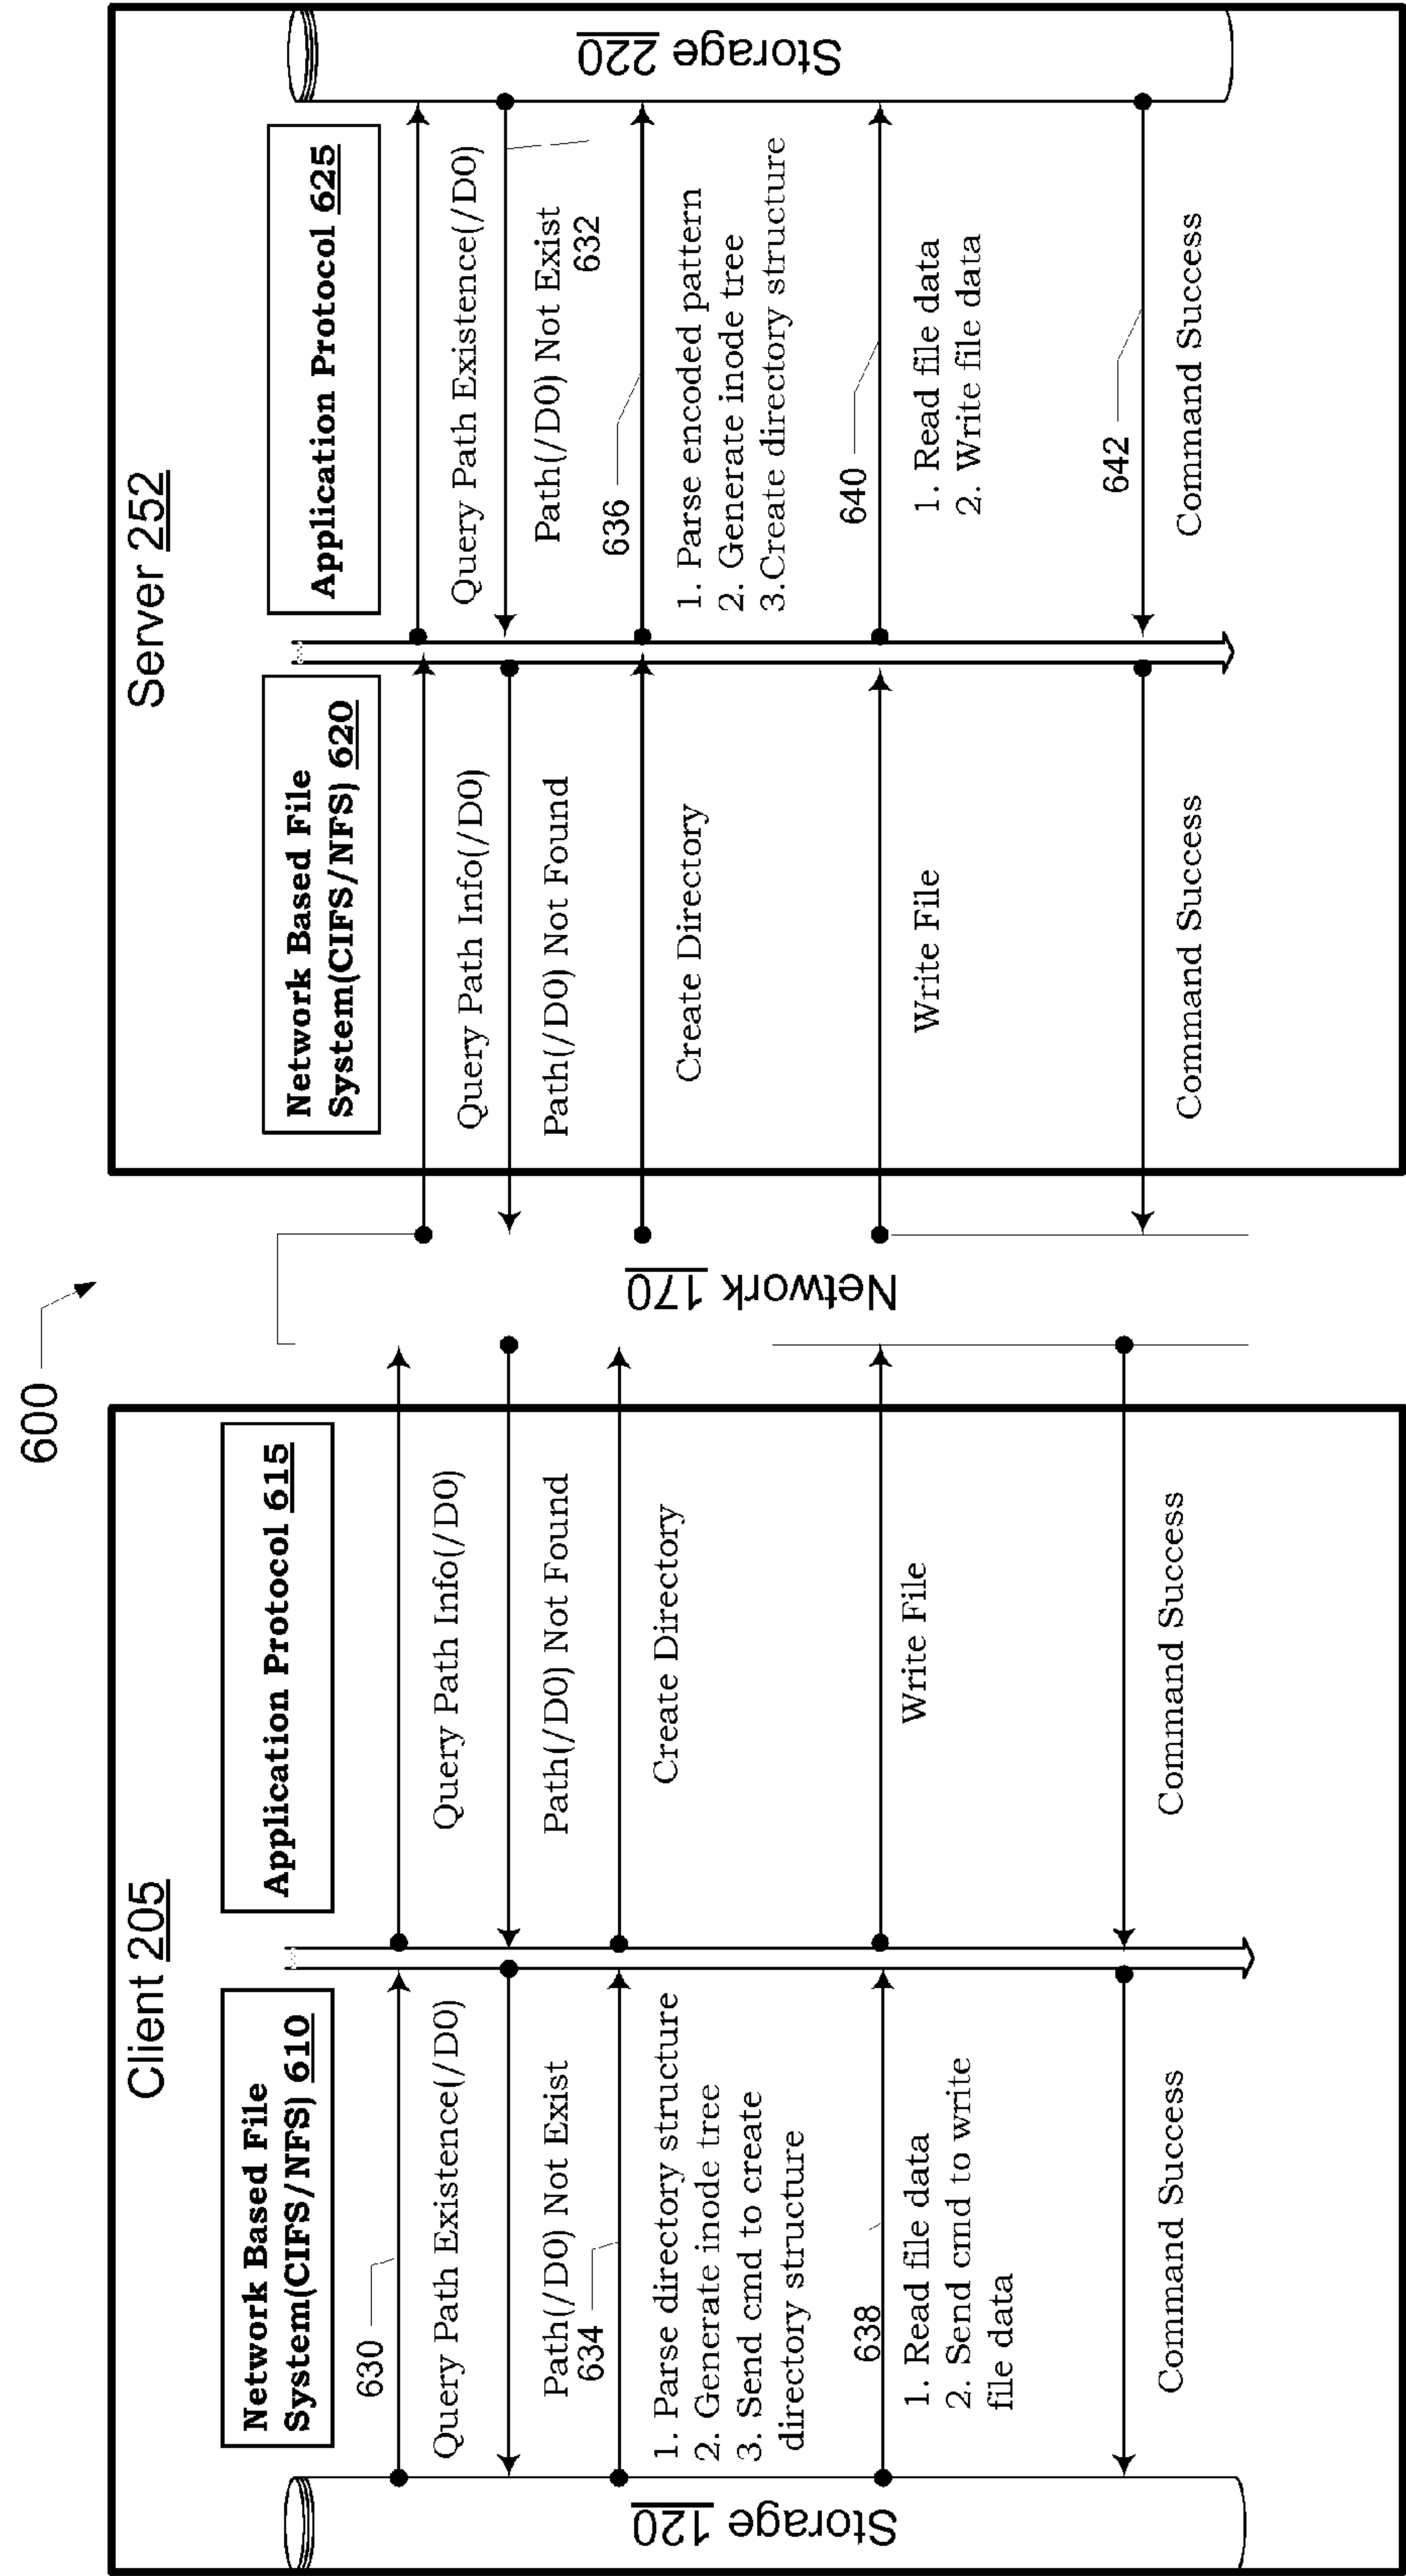 600
Client 205
Network Based File
System(CIFS/NFS) 610
Application Protocol 615
630
Query Path Existence(/D0)
Query Path Info(/D0)
Path(/D0) Not Exist
Path(/D0) Not Found
634
1. Parse directory structure
2. Generate inode tree
3. Send cmd to create
directory structure
Create Directory
638
1. Read file data
2. Send cmd to write
file data
Write File
Command Success
Command Success
Storage 120
Network 170
Server 252
Network Based File
System(CIFS/NFS) 620
Application Protocol 625
Query Path Info(/D0)
Query Path Existence(/D0)
Path(/D0) Not Found
Path(/D0) Not Exist
632
636
Create Directory
1. Parse encoded pattern
2. Generate inode tree
3.Create directory structure
640
Write File
1. Read file data
2. Write file data
642
Command Success
Command Success
Storage 220